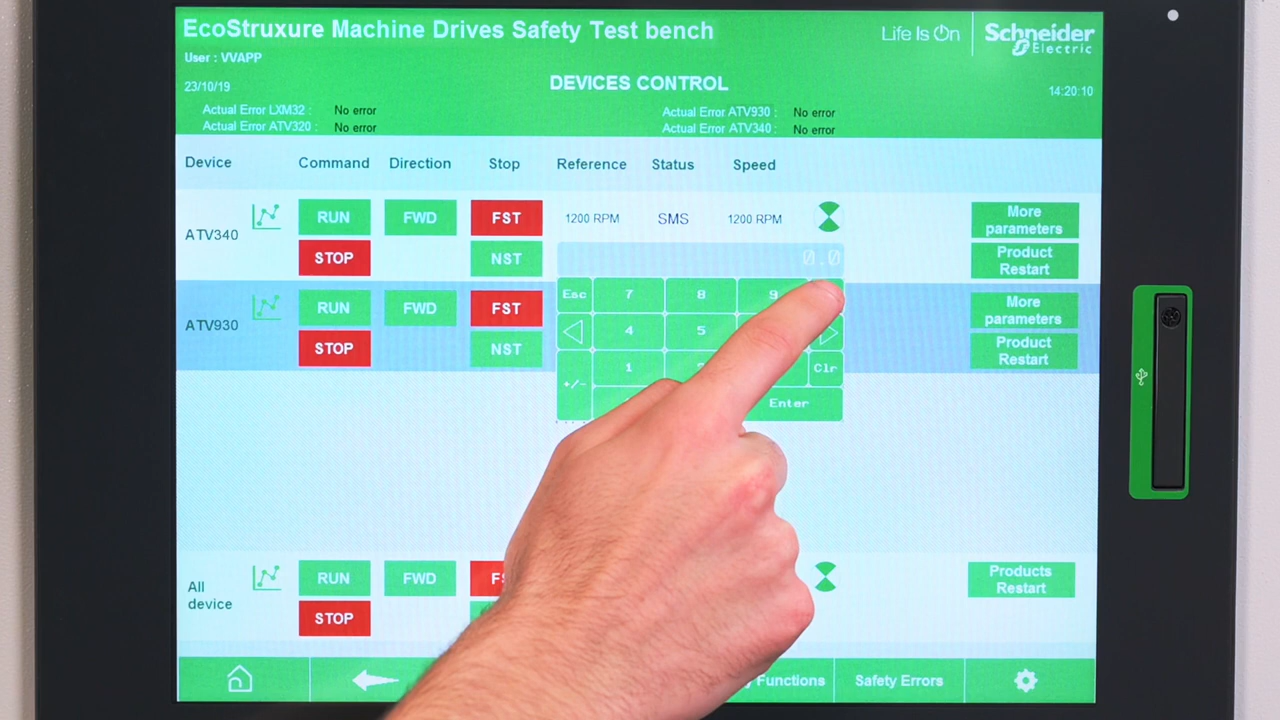 EcoStruxure Machine Drives Safety Test bench
Life Is On
Schneider
Electric
User : VVAPP
23/10/19
DEVICES CONTROL
14:20:10
Actual Error LXM32 : No error
Actual Error ATV930 : No error
Actual Error ATV320 : No error
Actual Error ATV340 : No error
Device Command Direction Stop Reference Status Speed
ATV340
RUN FWD FST 1200 RPM SMS 1200 RPM
More
parameters
STOP NST
0.0
Product
Restart
ATV930
RUN FWD FST
Esc 7 8 9
More
parameters
STOP NST
4 5
Product
Restart
1
Clr
+/-
Enter
All
device
RUN FWD
Products
Restart
STOP
Functions
Safety Errors